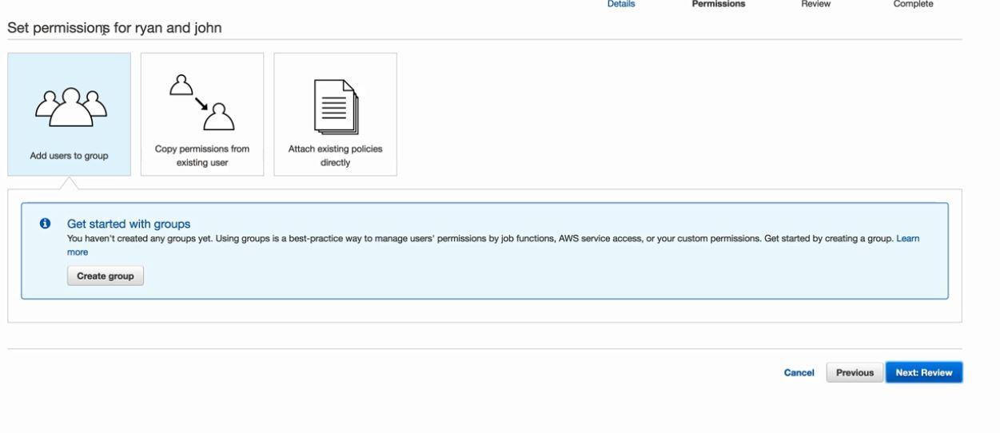 Details Permissions Review Complete
Set permissions for ryan and john
Add users to group
Copy permissions from
existing user
Attach existing policies
directly
Get started with groups
You haven't created any groups yet. Using groups is a best-practice way to manage users' permissions by job functions, AWS service access, or your custom permissions. Get started by creating a group. Learn
more
Create group
Cancel Previous Next: Review